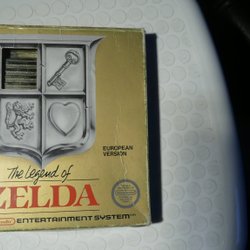 EUROPEAN
VERSION
The Legend of
ZELDA
ENTERTAINMENT SYSTEM